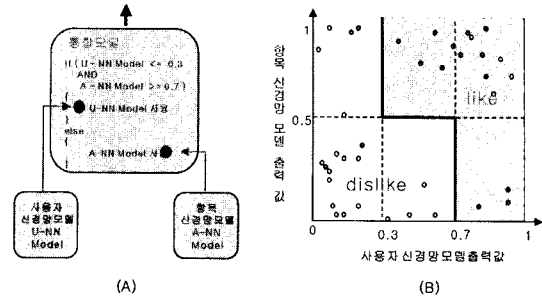 통합모델
if ( U - NN Model <= 0.3
AND
A - NN Model >= 0.7 )
{
U-NN Model 사용
}
else
{
A-NN Model 사
사용자
신경망모델
U-NN
Model
항목
신경망모델
A-NN
Model
(A)
항목 신경망 모델 출력 값
0.5
like
dislike
0
0.3
0.7
1
사용자 신경망모델출력값
(B)